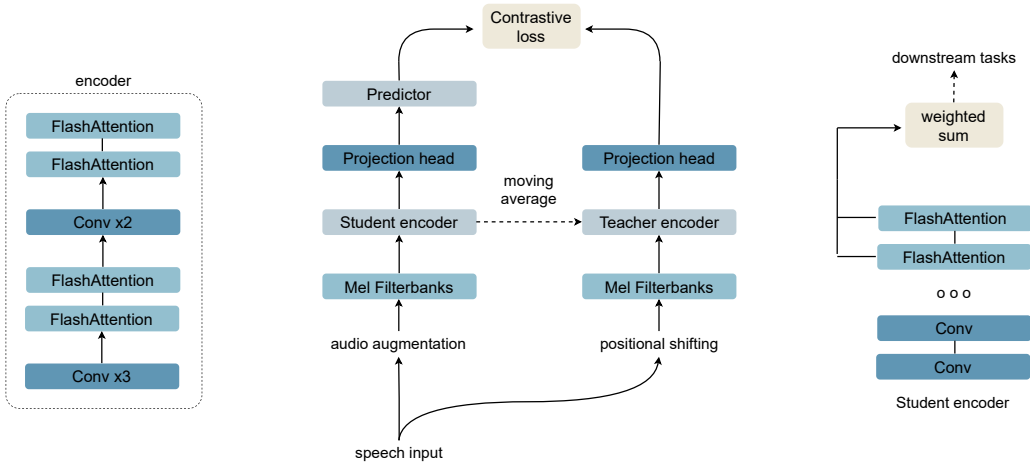 encoder
FlashAttention
FlashAttention
Conv x2
FlashAttention
FlashAttention
Conv x3
Contrastive
loss
Predictor
Projection head
Student encoder
Mel Filterbanks
audio augmentation
moving
average
Projection head
Teacher encoder
Mel Filterbanks
positional shifting
speech input
downstream tasks
weighted
sum
FlashAttention
FlashAttention
o o o
Conv
Conv
Student encoder